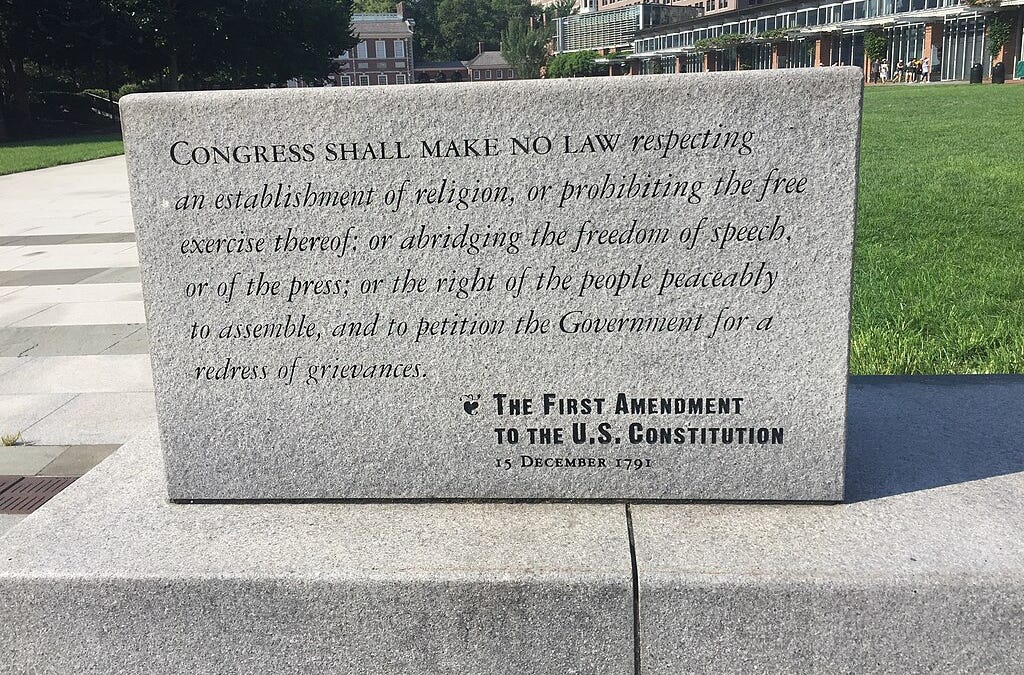 CONGRESS SHALL MAKE NO LAW respecting
an establishment of religion, or prohibiting the free
exercise thereof; or abridging the freedom of speech,
or of the press; or the right of the people peaceably
to assemble, and to petition the Government for a
redress of grievances.
THE FIRST AMENDMENT
TO THE U.S. CONSTITUTION
15 DECEMBER 1791